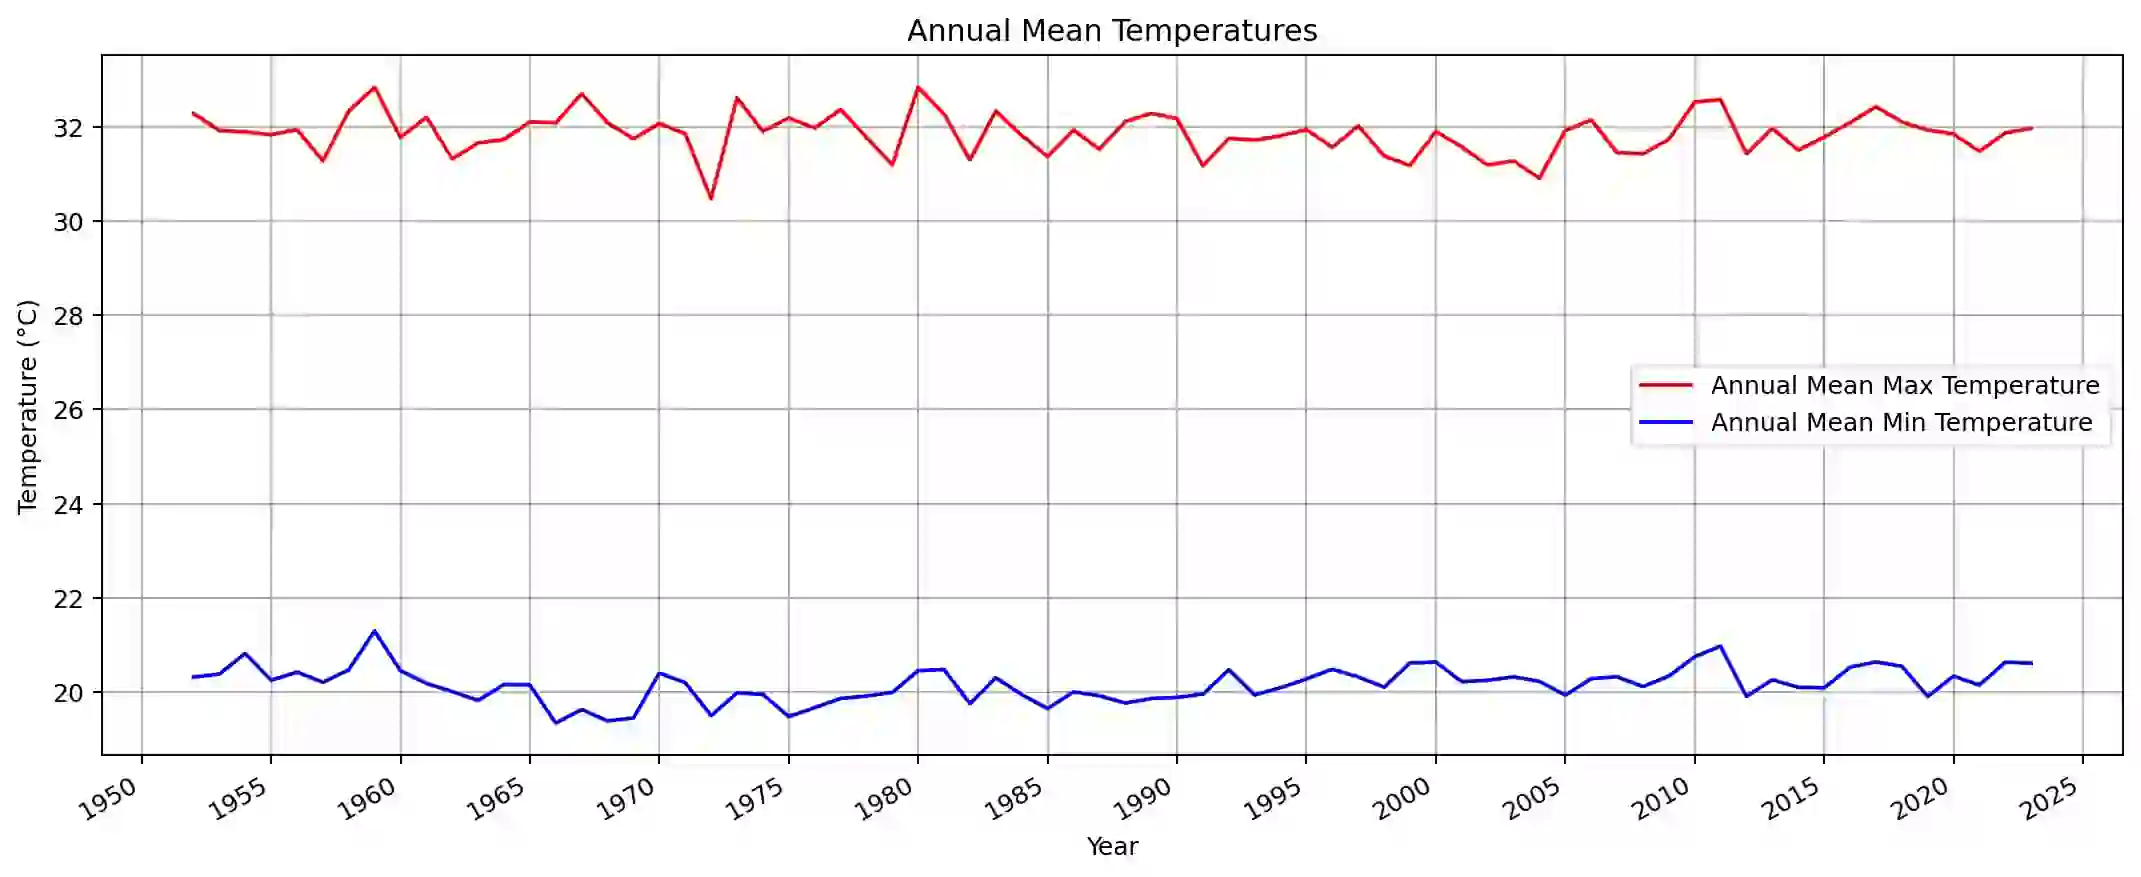 Annual Mean Temperatures
32
30
28
26
24
22
20
Temperature (°C)
Annual Mean Max Temperature
Annual Mean Min Temperature
1950 1955 1960 1965 1970 1975 1980 1985 1990 1995 2000 2005 2010 2015 2020 2025
Year